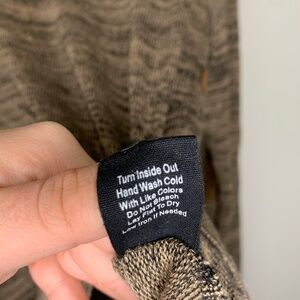 Turn Inside Out
Hand Wash Cold
With Like Colors
Do Not Bleach
Lay Flat To Dry
Low Iron If Needed